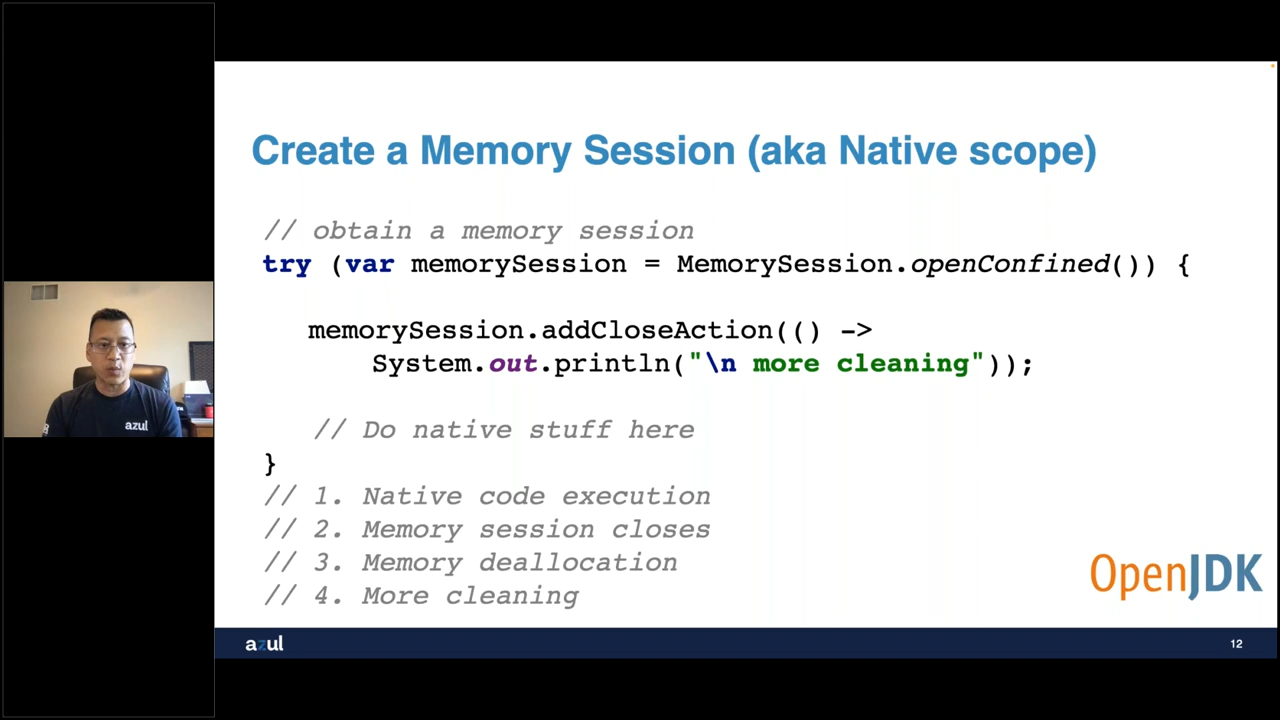 Create a Memory Session (aka Native scope)
// obtain a memory session
try (var memorySession = MemorySession.openConfined()) {
memorySession.addCloseAction(() ->
System.out.println("\n more cleaning"));
// Do native stuff here
}
// 1. Native code execution
// 2. Memory session closes
// 3. Memory deallocation
// 4. More cleaning
OpenJDK
azul
12
azul